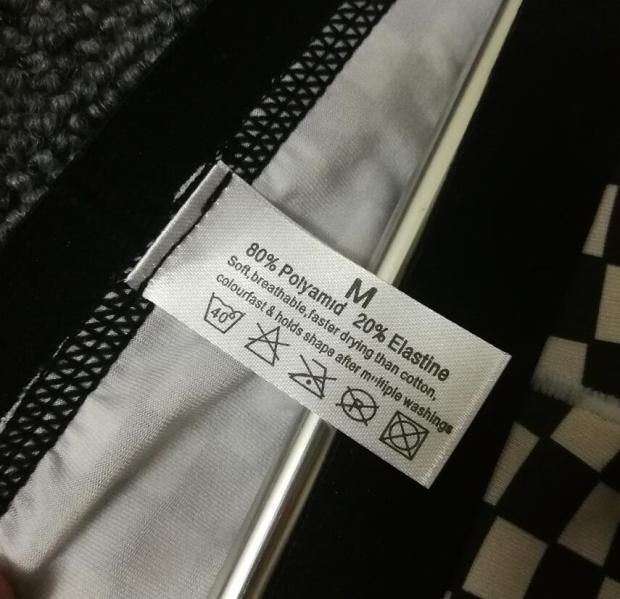 M
80% Polyamid 20% Elastine
Soft, breathable, faster drying than cotton,
colourfast & holds shape after multiple washings
40°